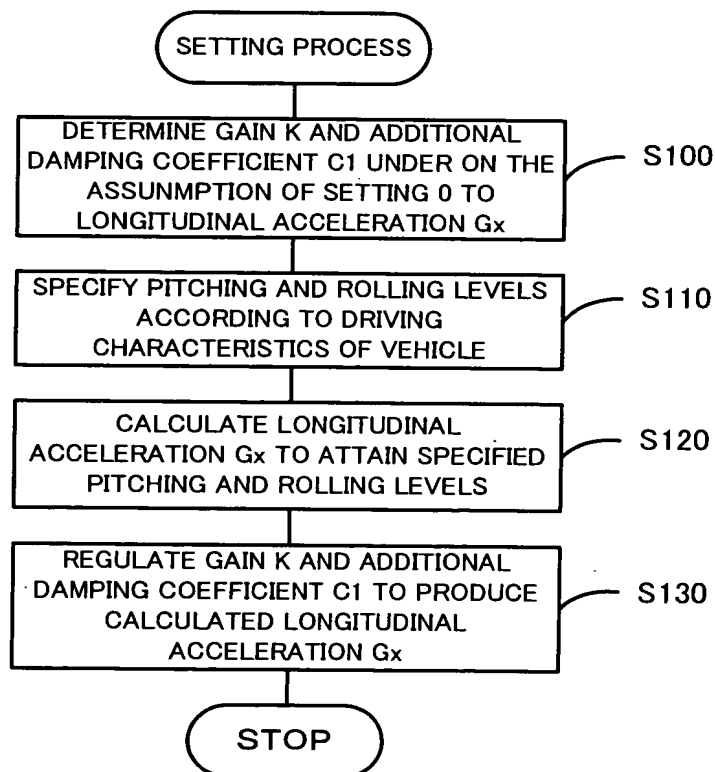 SETTING PROCESS
DETERMINE GAIN K AND ADDITIONAL
DAMPING COEFFICIENT C1 UNDER ON THE
ASSUNMPTION OF SETTING 0 TO
LONGITUDINAL ACCELERATION Gx
S100
SPECIFY PITCHING AND ROLLING LEVELS
ACCORDING TO DRIVING
CHARACTERISTICS OF VEHICLE
S110
CALCULATE LONGITUDINAL
ACCELERATION Gx TO ATTAIN SPECIFIED
PITCHING AND ROLLING LEVELS
S120
REGULATE GAIN K AND ADDITIONAL
DAMPING COEFFICIENT C1 TO PRODUCE
CALCULATED LONGITUDINAL
ACCELERATION Gx
S130
STOP